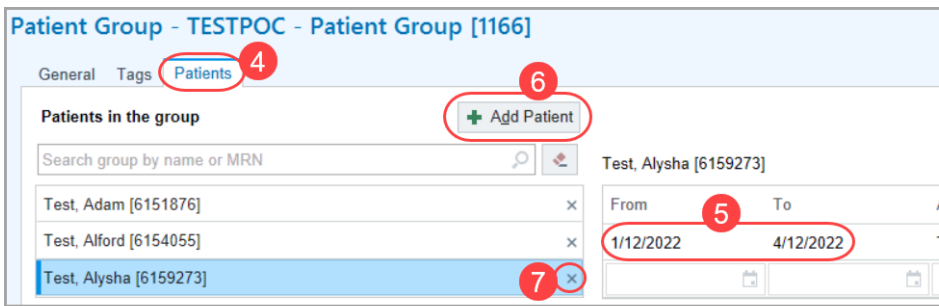 Patient Group - TESTPOC - Patient Group [1166]
General Tags Patients 4
6
Patients in the group Add Patient
Search group by name or MRN Test, Alysha [6159273]
Test, Adam [6151876] × From 5 To
Test, Alford [6154055] × 1/12/2022 4/12/2022
Test, Alysha [6159273] 7 ×